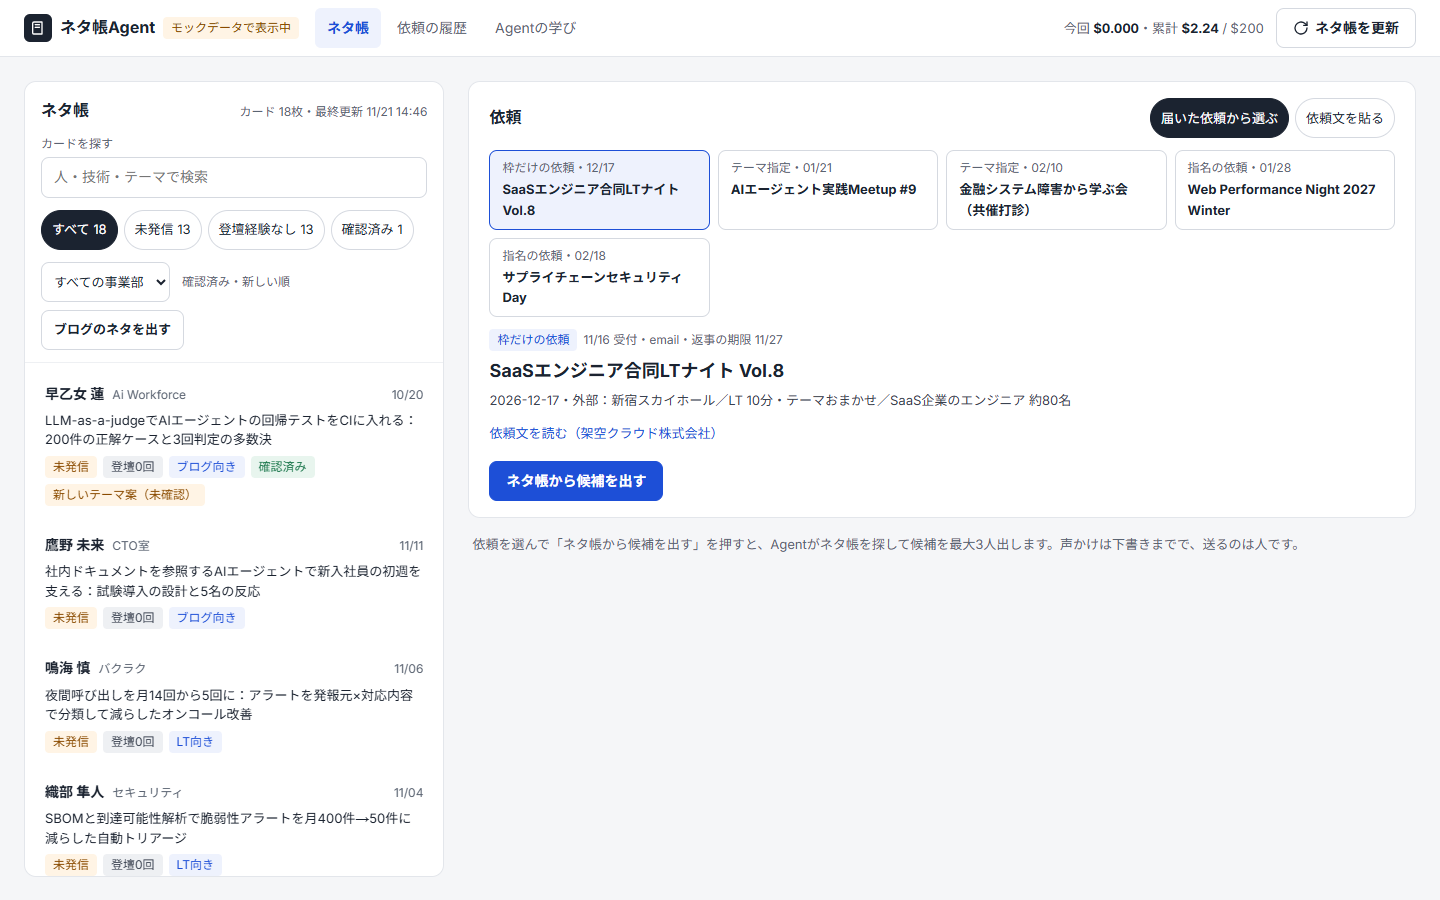 ネタ帳Agent
モックデータで表示中
ネタ帳
依頼の履歴
Agentの学び
今回 $0.000・累計 $2.24 / $200
ネタ帳を更新
ネタ帳
カード 18枚・最終更新 11/21 14:46
カードを探す
人・技術・テーマで検索
すべて 18
未発信 13
登壇経験なし 13
確認済み 1
すべての事業部
確認済み・新しい順
ブログのネタを出す
早乙女 蓮 Ai Workforce 10/20
LLM-as-a-judgeでAIエージェントの回帰テストをCIに入れる：
200件の正解ケースと3回判定の多数決
未発信 登壇0回 ブログ向き 確認済み
新しいテーマ案（未確認）
鷹野 未来 CTO室 11/11
社内ドキュメントを参照するAIエージェントで新入社員の初週を
支える：試験導入の設計と5名の反応
未発信 登壇0回 ブログ向き
鳴海 慎 バクラク 11/06
夜間呼び出しを月14回から5回に：アラートを発報元×対応内容
で分類して減らしたオンコール改善
未発信 登壇0回 LT向き
織部 隼人 セキュリティ 11/04
SBOMと到達可能性解析で脆弱性アラートを月400件→50件に
減らした自動トリアージ
未発信 登壇0回 LT向き
依頼
届いた依頼から選ぶ
依頼文を貼る
枠だけの依頼・12/17
SaaSエンジニア合同LTナイト
Vol.8
テーマ指定・01/21
AIエージェント実践Meetup #9
テーマ指定・02/10
金融システム障害から学ぶ会
（共催打診）
指名の依頼・01/28
Web Performance Night 2027
Winter
指名の依頼・02/18
サプライチェーンセキュリティ
Day
枠だけの依頼 11/16 受付・email・返事の期限 11/27
SaaSエンジニア合同LTナイト Vol.8
2026-12-17・外部：新宿スカイホール／LT 10分・テーマおまかせ／SaaS企業のエンジニア 約80名
依頼文を読む（架空クラウド株式会社）
ネタ帳から候補を出す
依頼を選んで「ネタ帳から候補を出す」を押すと、Agentがネタ帳を探して候補を最大3人出します。声かけは下書きまでで、送るのは人です。